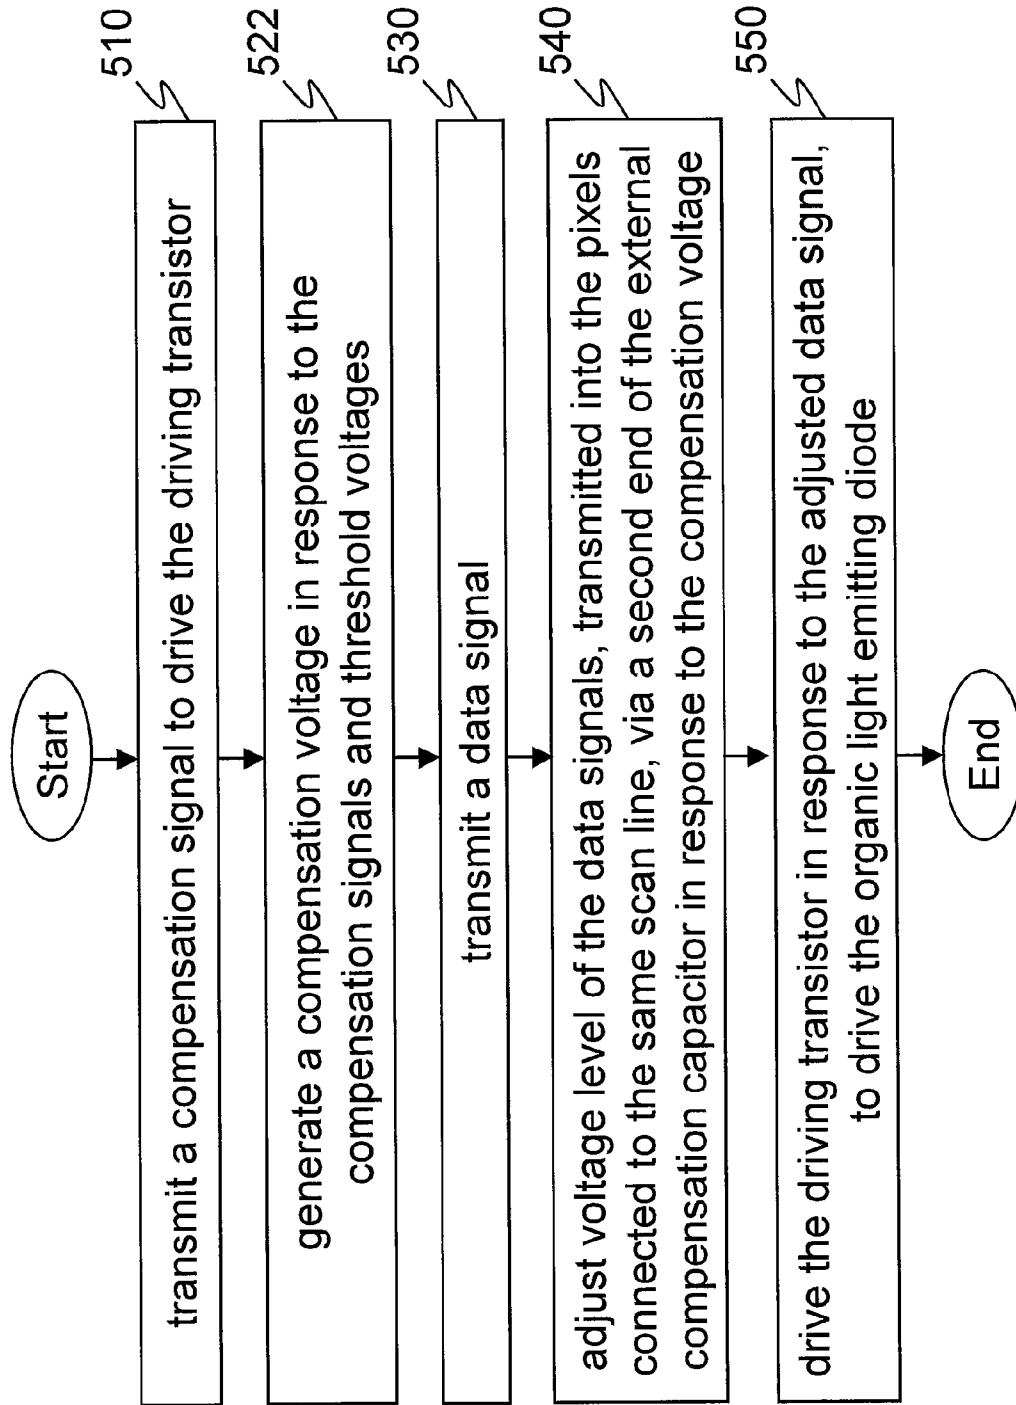 Start
510
transmit a compensation signal to drive the driving transistor
522
generate a compensation voltage in response to the
compensation signals and threshold voltages
530
transmit a data signal
540
adjust voltage level of the data signals, transmitted into the pixels
connected to the same scan line, via a second end of the external
compensation capacitor in response to the compensation voltage
550
drive the driving transistor in response to the adjusted data signal,
to drive the organic light emitting diode
End